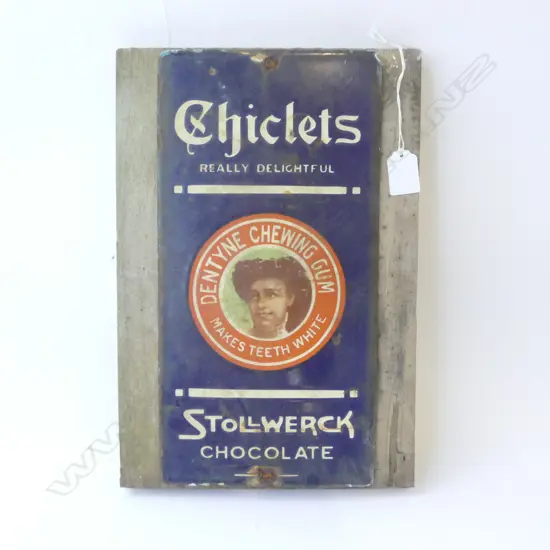 Chiclets
REALLY DELIGHTFUL
DENTYNE CHEWING GUM
MAKES TEETH WHITE
STOLLWERCK
CHOCOLATE